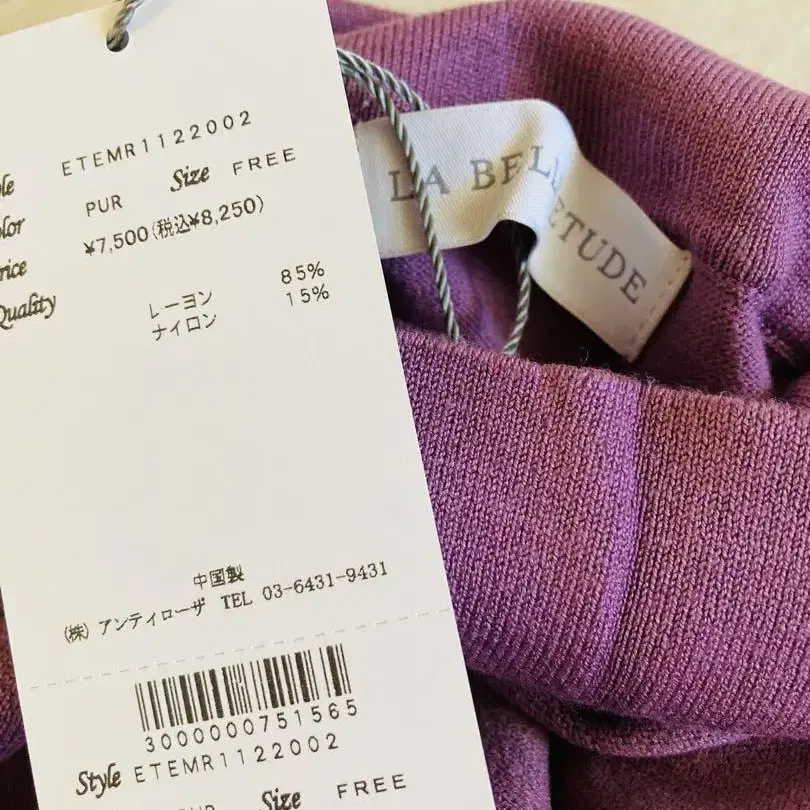 ETEMR1122002
Size FREE
PUR
¥7,500(税込¥8,250)
Quality
レーヨン 85%
ナイロン 15%
中国製
(株) アンティローザ TEL 03-6431-9431
3000000751565
Style ETEMR1122002
Size FREE
LA BELLE
ETUDE